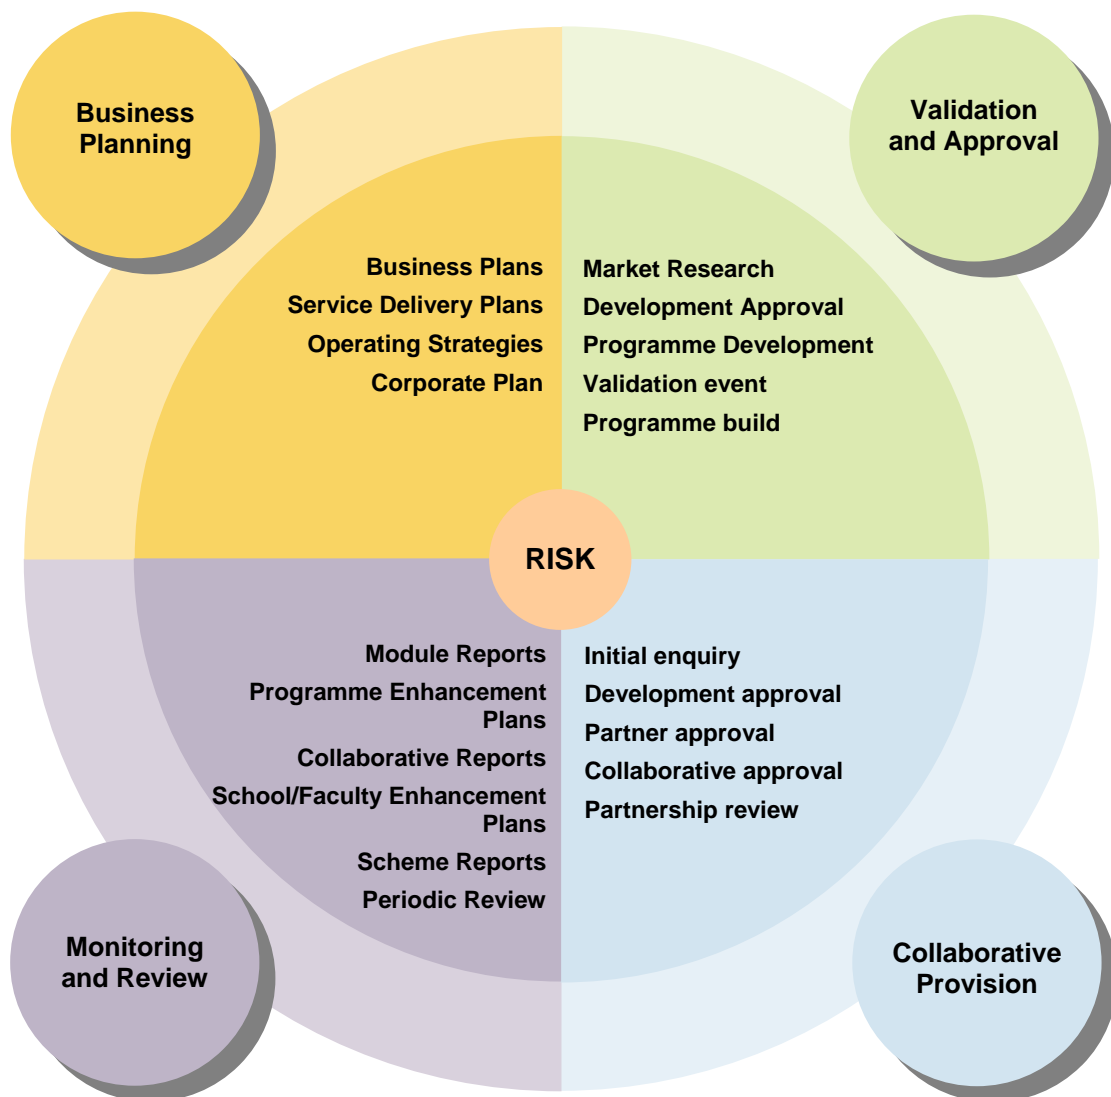 Business
Planning
Validation
and Approval
Business Plans
Service Delivery Plans
Operating Strategies
Corporate Plan
Market Research
Development Approval
Programme Development
Validation event
Programme build
RISK
Module Reports
Programme Enhancement
Plans
Collaborative Reports
School/Faculty Enhancement
Plans
Scheme Reports
Periodic Review
Initial enquiry
Development approval
Partner approval
Collaborative approval
Partnership review
Monitoring
and Review
Collaborative
Provision